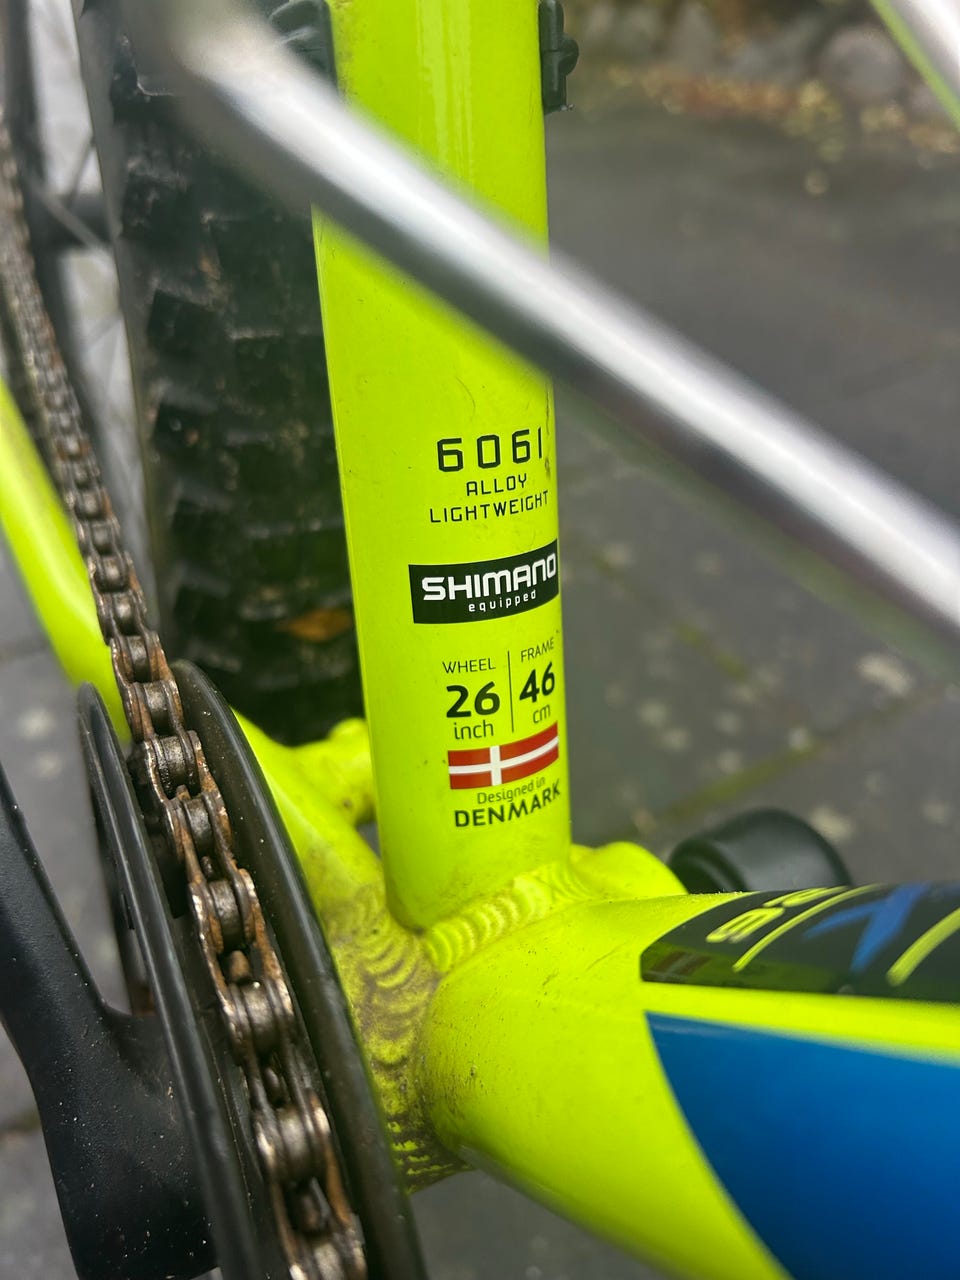 6061
ALLOY
LIGHTWEIGHT
SHIMANO
equipped
WHEEL
26
inch
FRAME
46
cm
Designed in
DENMARK